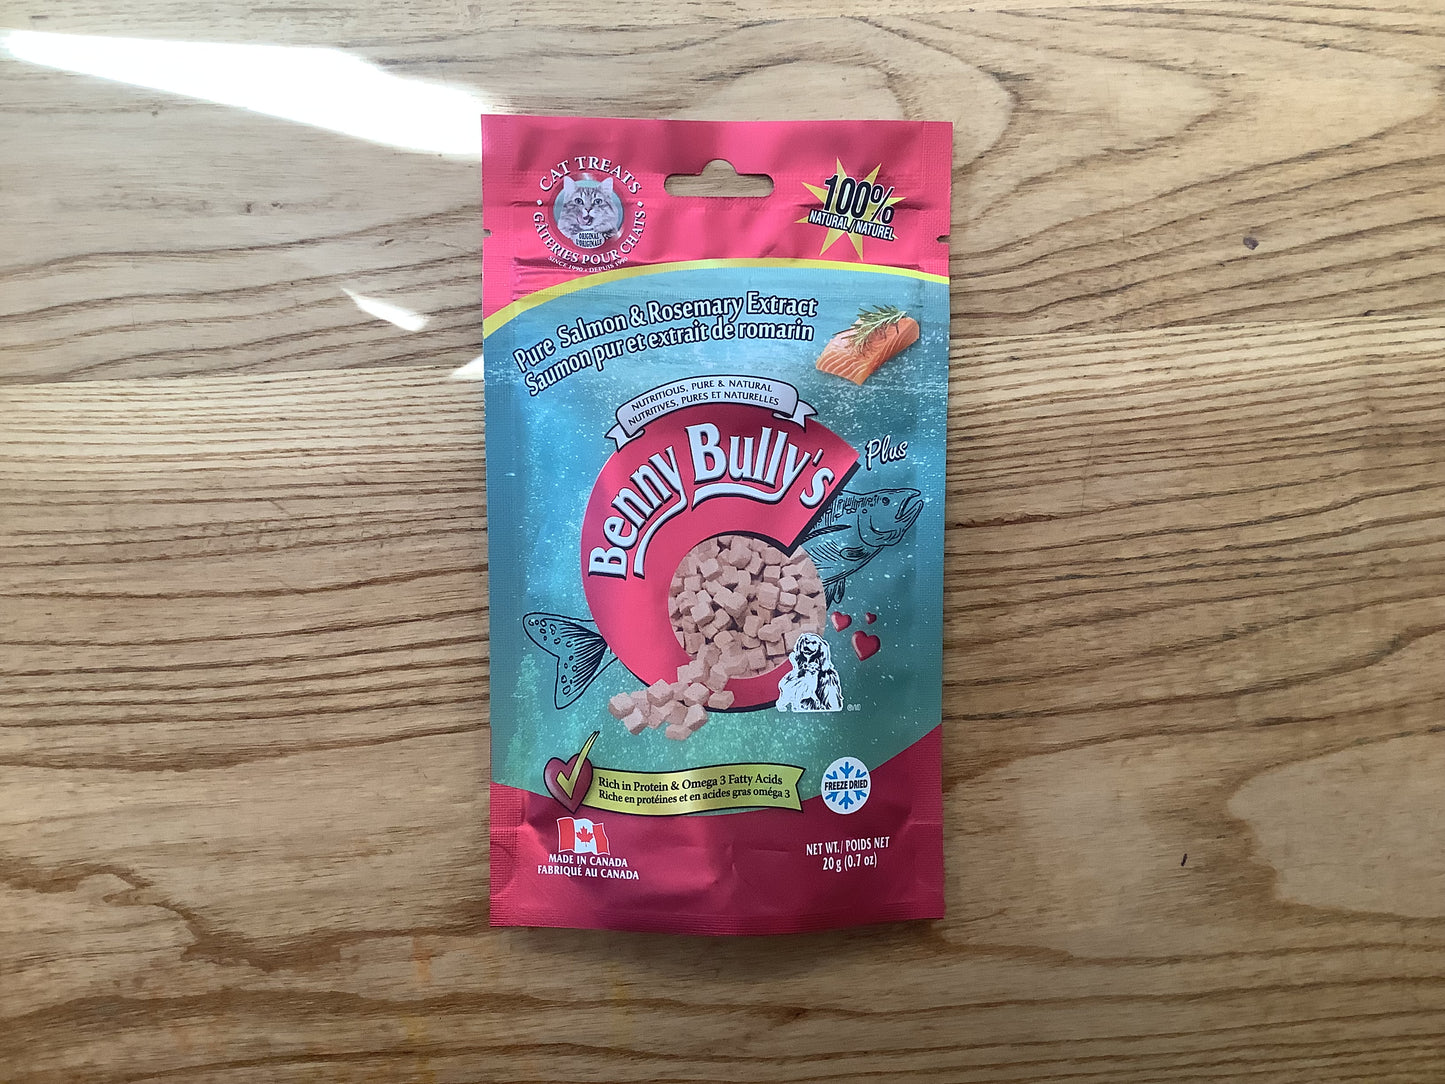 CAT TREATS
ORIGINAL
L'ORIGINALE
GÂTERIES POUR CHATS
SINCE 1990 • DEPUIS 1990
100%
NATURAL / NATUREL
Pure Salmon & Rosemary Extract
Saumon pur et extrait de romarin
NUTRITIOUS, PURE & NATURAL
NUTRITIVES, PURES ET NATURELLES
Benny Bully's
Plus
Rich in Protein & Omega 3 Fatty Acids
Riche en protéines et en acides gras oméga 3
FREEZE DRIED
MADE IN CANADA
FABRIQUÉ AU CANADA
NET WT./ POIDS NET
20 g (0.7 oz)